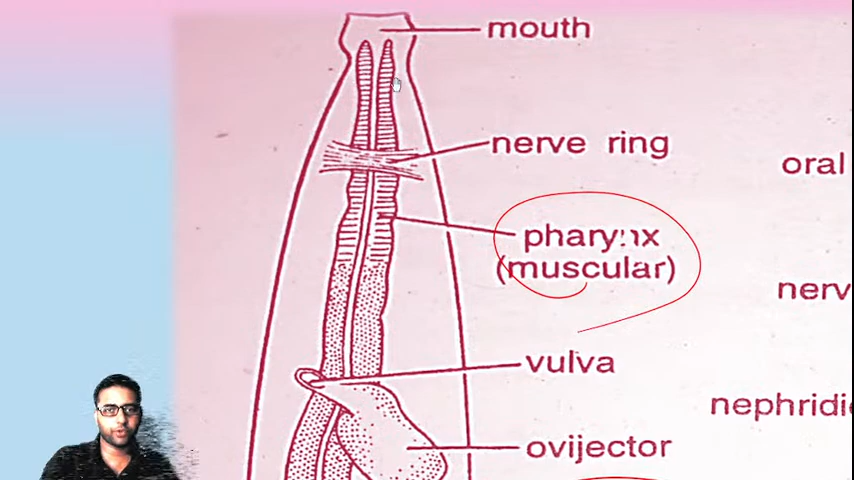 mouth
nerve ring
oral
pharynx
(muscular)
nerv
vulva
nephridi
ovijector